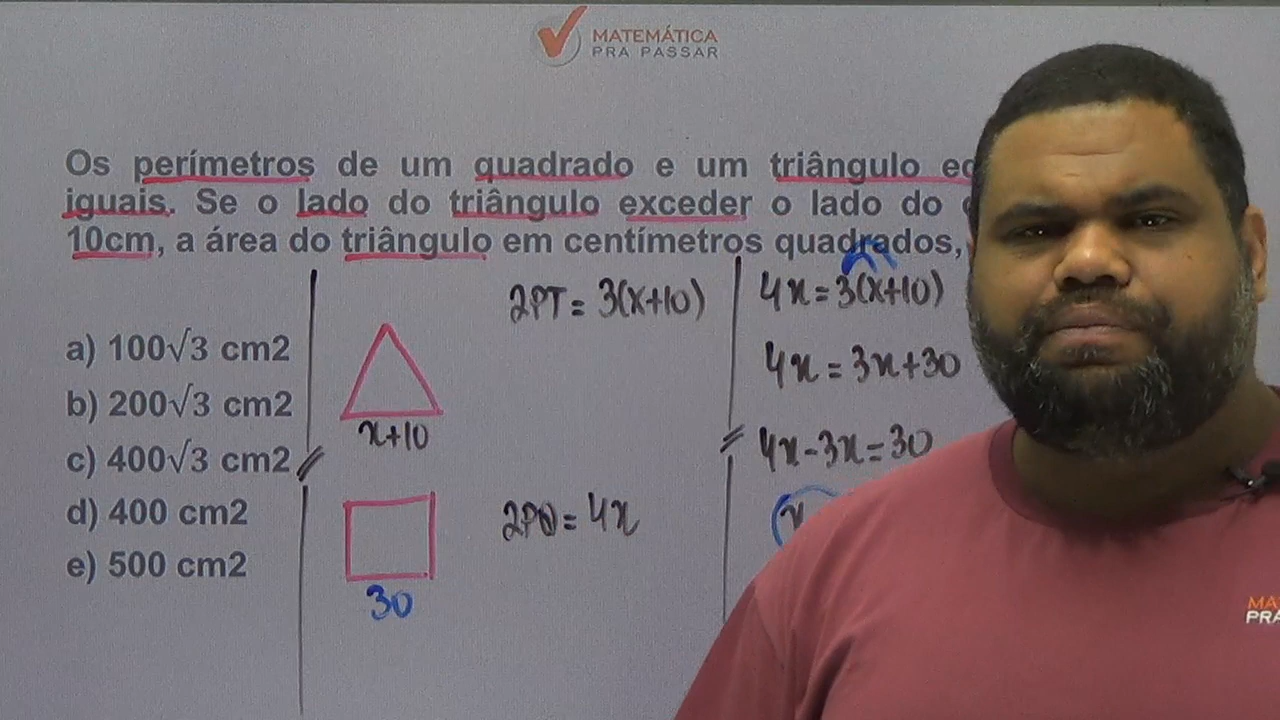 MATEMÁTICA
PRA PASSAR
Os perímetros de um quadrado e um triângulo
iguais. Se o lado do triângulo exceder o lado do
10cm, a área do triângulo em centímetros quadrados,
2PT = 3(x+10)
4x = 3(x+10)
a) 100√3 cm2
4x = 3x+30
b) 200√3 cm2
x+10
4x-3x=30
c) 400√3 cm2
d) 400 cm2
2PQ = 4x
x
e) 500 cm2
30
MA
PRA